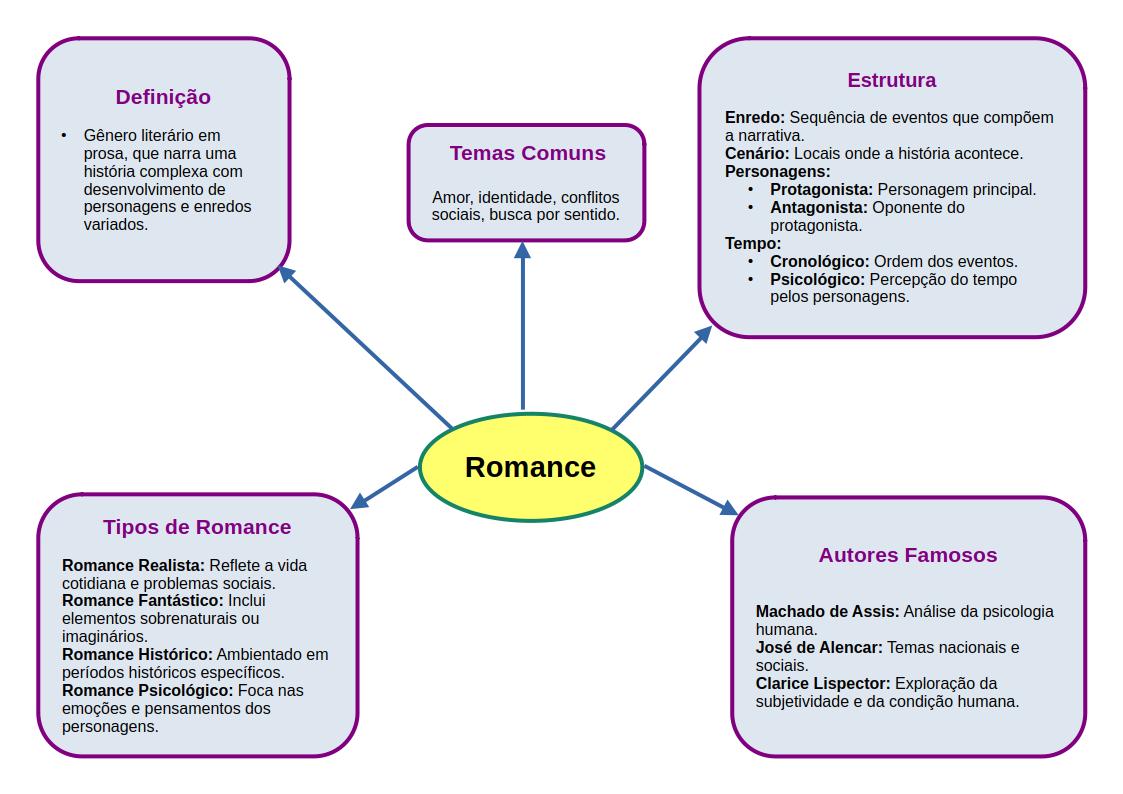 Definição
• Gênero literário em
prosa, que narra uma
história complexa com
desenvolvimento de
personagens e enredos
variados.
Temas Comuns
Amor, identidade, conflitos
sociais, busca por sentido.
Estrutura
Enredo: Sequência de eventos que compõem
a narrativa.
Cenário: Locais onde a história acontece.
Personagens:
• Protagonista: Personagem principal.
• Antagonista: Oponente do
protagonista.
Tempo:
• Cronológico: Ordem dos eventos.
• Psicológico: Percepção do tempo
pelos personagens.
Romance
Tipos de Romance
Romance Realista: Reflete a vida
cotidiana e problemas sociais.
Romance Fantástico: Inclui
elementos sobrenaturais ou
imaginários.
Romance Histórico: Ambientado em
períodos históricos específicos.
Romance Psicológico: Foca nas
emoções e pensamentos dos
personagens.
Autores Famosos
Machado de Assis: Análise da psicologia
humana.
José de Alencar: Temas nacionais e
sociais.
Clarice Lispector: Exploração da
subjetividade e da condição humana.